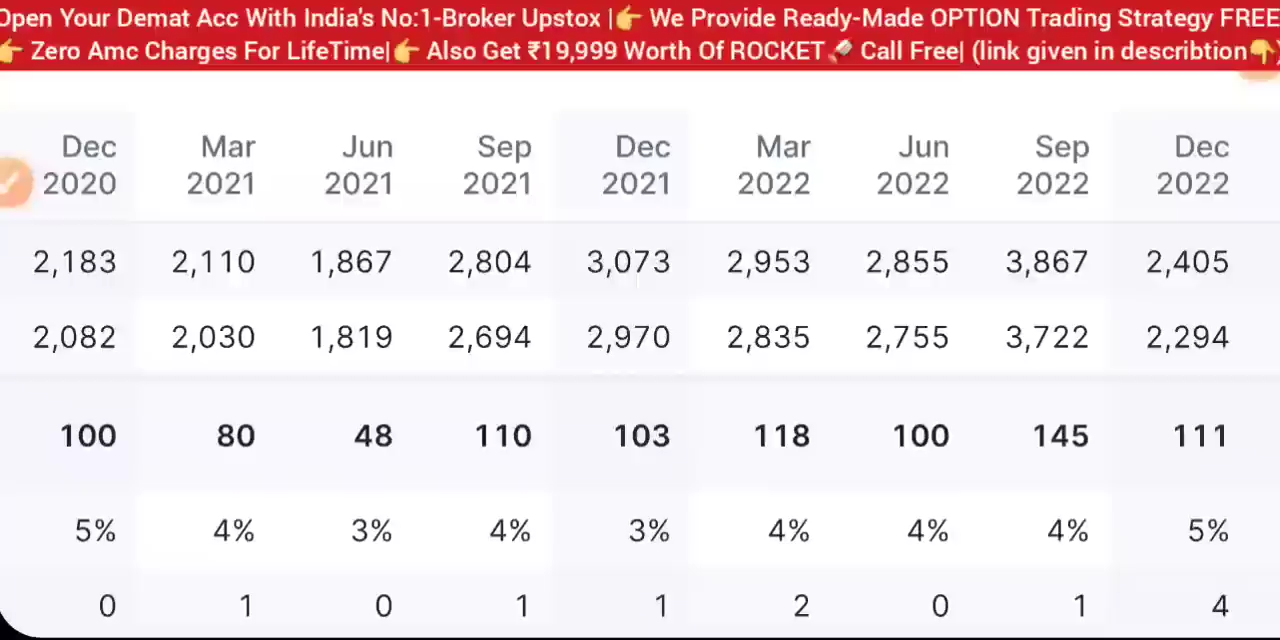 Open Your Demat Acc With India's No:1-Broker Upstox |👉 We Provide Ready-Made OPTION Trading Strategy FREE
👉 Zero Amc Charges For LifeTime|👉 Also Get ₹19,999 Worth Of ROCKET🚀 Call Free| (link given in describtion👇)
Dec Mar Jun Sep Dec Mar Jun Sep Dec
2020 2021 2021 2021 2021 2022 2022 2022 2022
2,183 2,110 1,867 2,804 3,073 2,953 2,855 3,867 2,405
2,082 2,030 1,819 2,694 2,970 2,835 2,755 3,722 2,294
100 80 48 110 103 118 100 145 111
5% 4% 3% 4% 3% 4% 4% 4% 5%
0 1 0 1 1 2 0 1 4